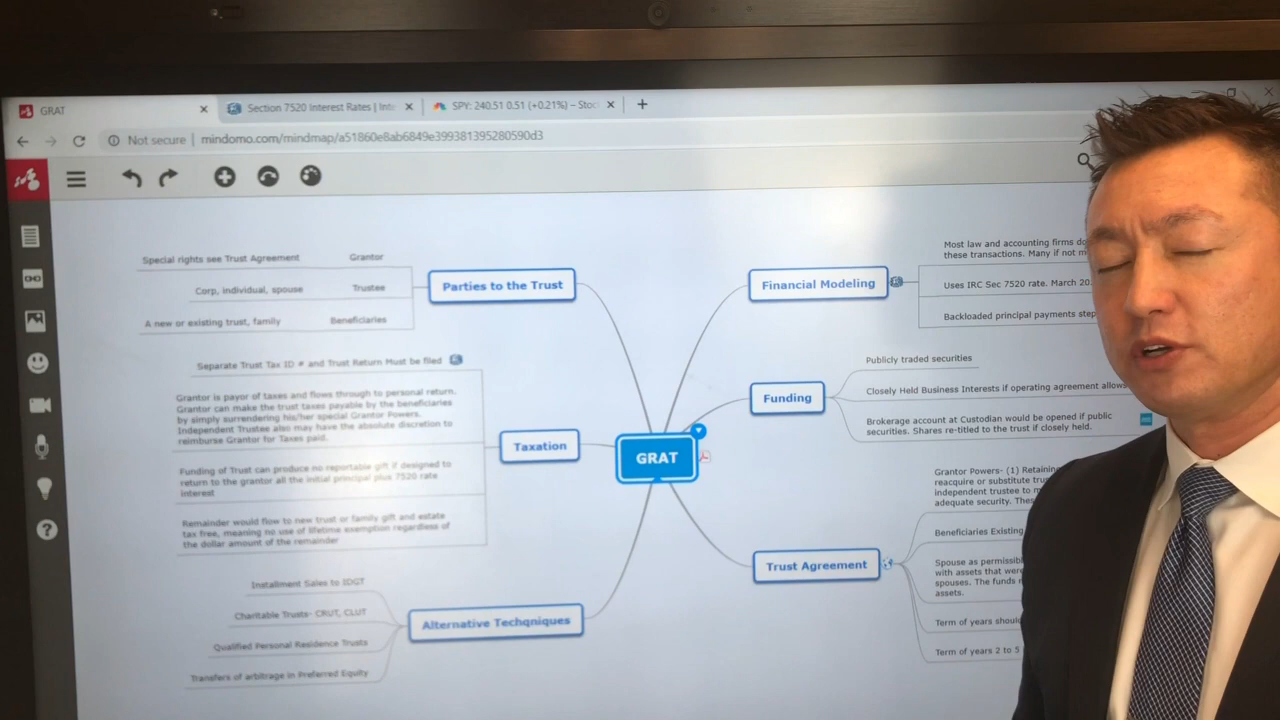 GRAT
Section 7520 Interest Rates | Inte
SPY: 240.51 0.51 (+0.21%) – Stoc
Not secure | mindomo.com/mindmap/a51860e8ab6849e399381395280590d3
Special rights see Trust Agreement
Grantor
Corp, individual, spouse
Trustee
A new or existing trust, family
Beneficiaries
Parties to the Trust
Separate Trust Tax ID # and Trust Return Must be filed
Grantor is payor of taxes and flows through to personal return.
Grantor can make the trust taxes payable by the beneficiaries
by simply surrendering his/her special Grantor Powers.
Independent Trustee also may have the absolute discretion to
reimburse Grantor for Taxes paid.
Funding of Trust can produce no reportable gift if designed to
return to the grantor all the initial principal plus 7520 rate
interest
Remainder would flow to new trust or family gift and estate
tax free, meaning no use of lifetime exemption regardless of
the dollar amount of the remainder
Taxation
Installment Sales to IDGT
Charitable Trusts- CRUT, CLUT
Qualified Personal Residence Trusts
Transfers of arbitrage in Preferred Equity
Alternative Techqniques
GRAT
Financial Modeling
Most law and accounting firms do
these transactions. Many if not m
Uses IRC Sec 7520 rate. March 20
Backloaded principal payments step
Funding
Publicly traded securities
Closely Held Business Interests if operating agreement allows
Brokerage account at Custodian would be opened if public
securities. Shares re-titled to the trust if closely held.
Trust Agreement
Grantor Powers- (1) Retaining
reacquire or substitute trus
independent trustee to m
adequate security. Thes
Beneficiaries Existing
Spouse as permissib
with assets that were
spouses. The funds
assets.
Term of years should
Term of years 2 to 5